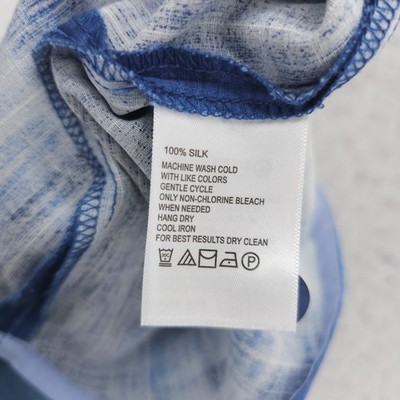 100% SILK
MACHINE WASH COLD
WITH LIKE COLORS
GENTLE CYCLE
ONLY NON-CHLORINE BLEACH
WHEN NEEDED
HANG DRY
COOL IRON
FOR BEST RESULTS DRY CLEAN
P